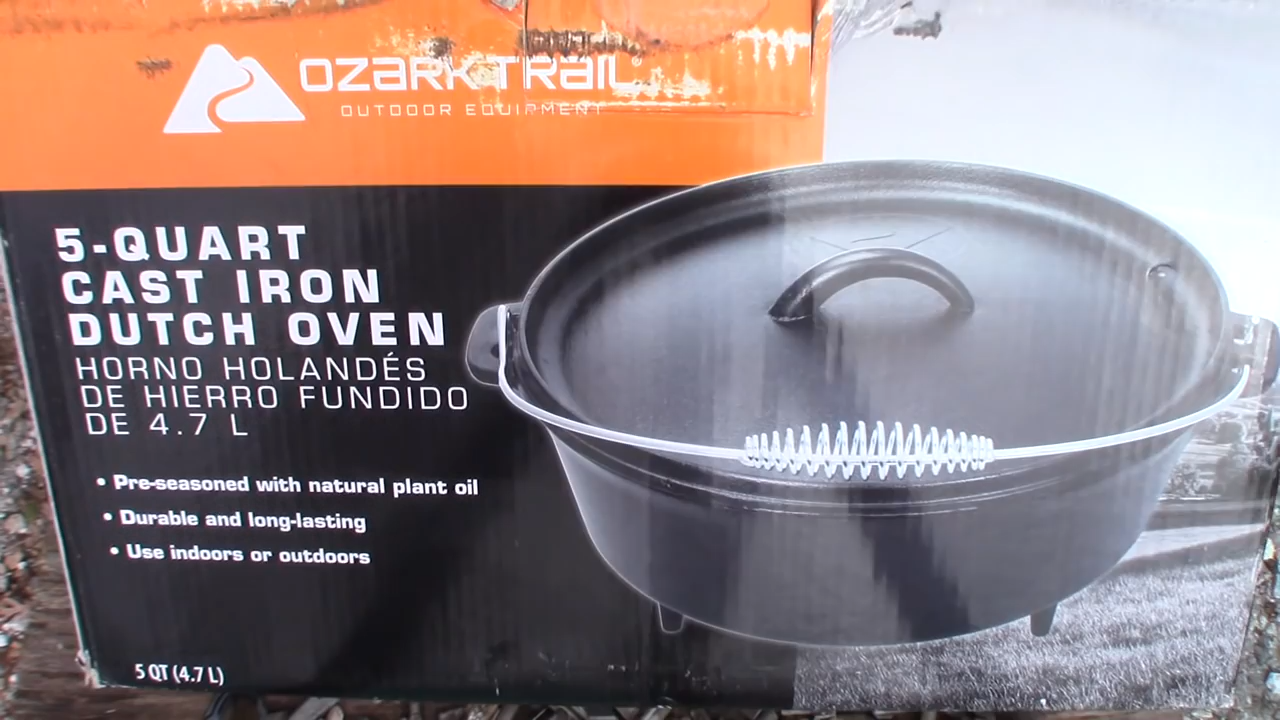 OZARK TRAIL
OUTDOOR EQUIPMENT
5-QUART
CAST IRON
DUTCH OVEN
HORNO HOLANDÉS
DE HIERRO FUNDIDO
DE 4.7 L
• Pre-seasoned with natural plant oil
• Durable and long-lasting
• Use indoors or outdoors
5 QT (4.7 L)